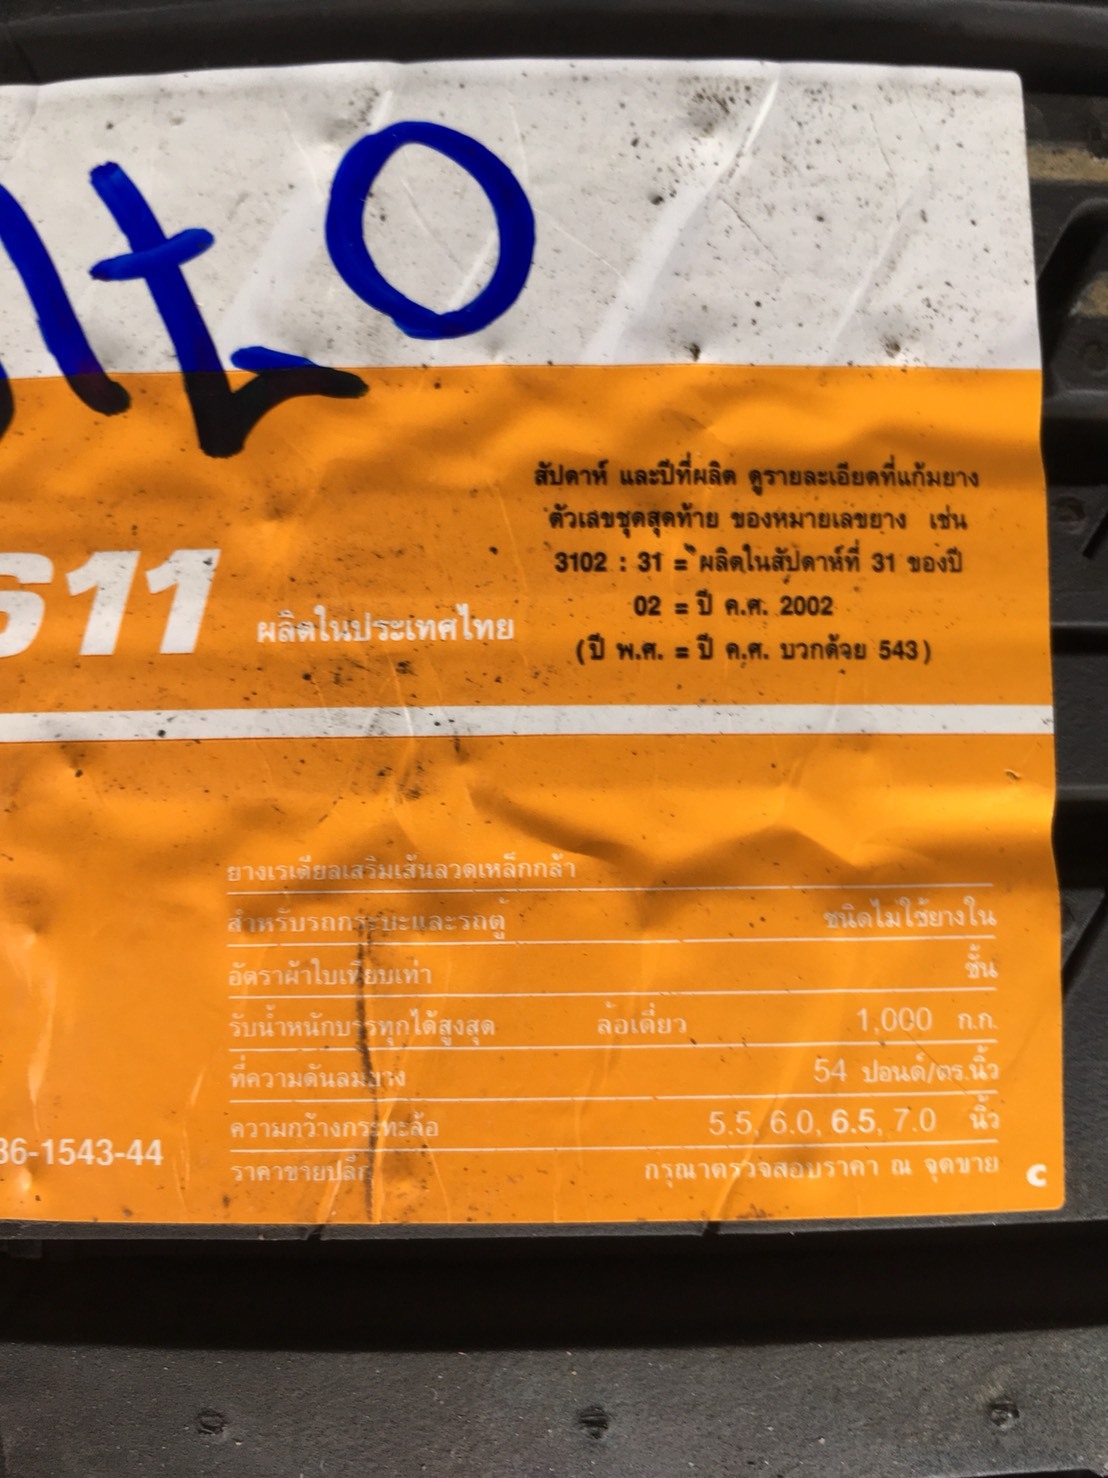 สัปดาห์ และปีที่ผลิต ดูรายละเอียดที่แก้มยาง
ตัวเลขชุดสุดท้าย ของหมายเลขยาง เช่น
3102 : 31 = ผลิตในสัปดาห์ที่ 31 ของปี
02 = ปี ค.ศ. 2002
(ปี พ.ศ. = ปี ค.ศ. บวกด้วย 543)
611 ผลิตในประเทศไทย
ยางเรเดียลเสริมเส้นลวดเหล็กกล้า
สำหรับรถกระบะและรถตู้ ชนิดไม่ใช้ยางใน
อัตราผ้าใบเทียบเท่า ชั้น
รับน้ำหนักบรรทุกได้สูงสุด ล้อเดี่ยว 1,000 ก.ก.
ที่ความดันลมยาง 54 ปอนด์/ตร.นิ้ว
ความกว้างกระทะล้อ 5.5, 6.0, 6.5, 7.0 นิ้ว
ราคาขายปลีก กรุณาตรวจสอบราคา ณ จุดขาย
36-1543-44
C